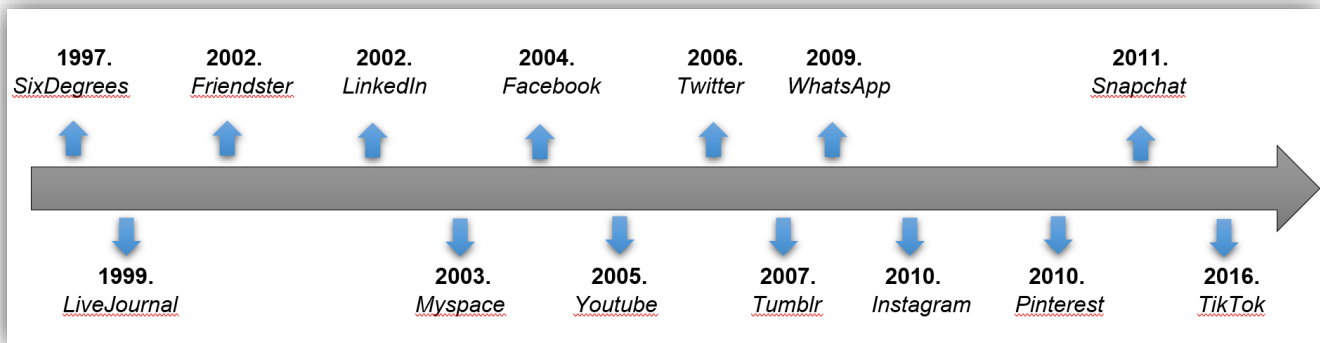 1997.
SixDegrees
2002.
Friendster
2002.
LinkedIn
2004.
Facebook
2006.
Twitter
2009.
WhatsApp
2011.
Snapchat
1999.
LiveJournal
2003.
Myspace
2005.
Youtube
2007.
Tumblr
2010.
Instagram
2010.
Pinterest
2016.
TikTok